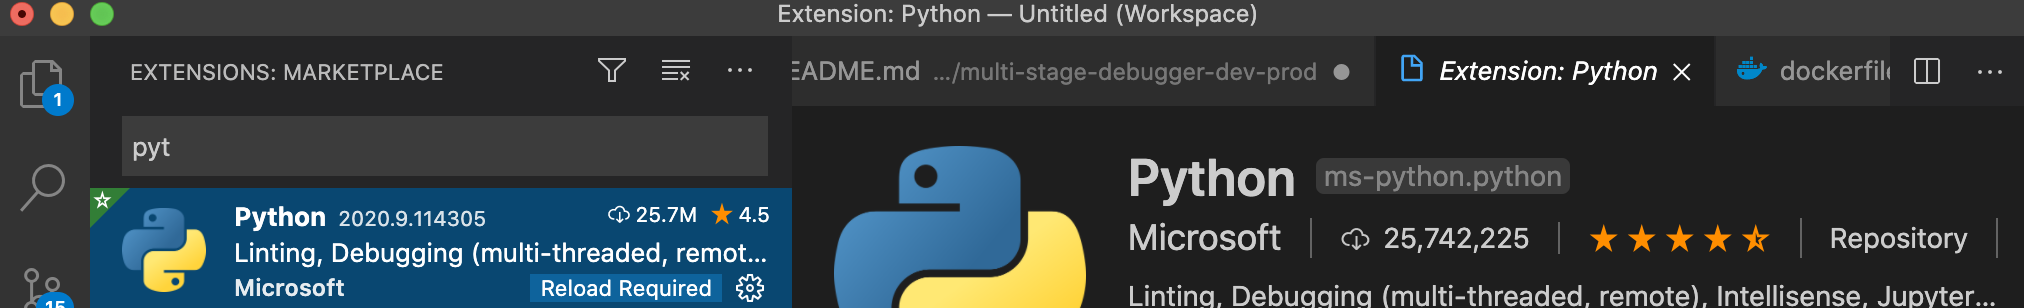 Extension: Python — Untitled (Workspace)
EXTENSIONS: MARKETPLACE
EADME.md .../multi-stage-debugger-dev-prod
Extension: Python
dockerfile
1
pyt
Python 2020.9.114305 25.7M 4.5
Linting, Debugging (multi-threaded, remot...
Microsoft Reload Required
15
Python ms-python.python
Microsoft 25,742,225 Repository
Linting, Debugging (multi-threaded, remote), Intellisense, Jupyter...